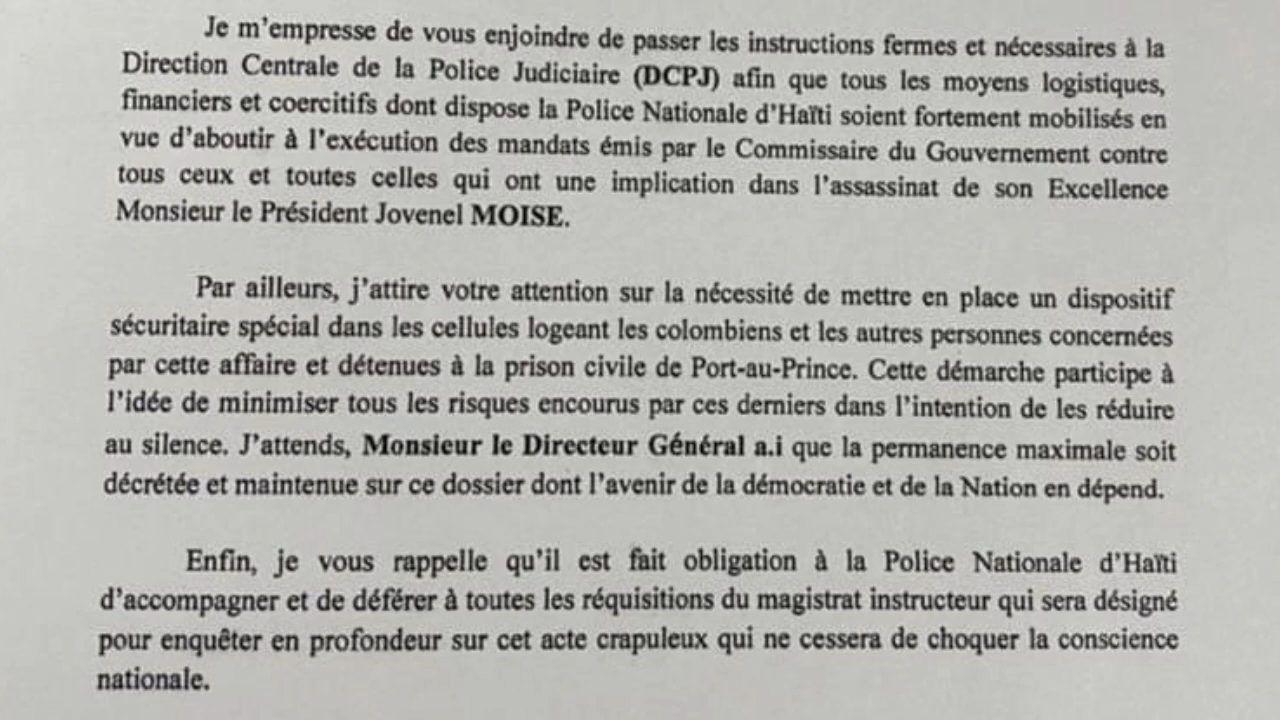 Je m'empresse de vous enjoindre de passer les instructions fermes et nécessaires à la
Direction Centrale de la Police Judiciaire (DCPJ) afin que tous les moyens logistiques,
financiers et coercitifs dont dispose la Police Nationale d'Haïti soient fortement mobilisés en
vue d'aboutir à l'exécution des mandats émis par le Commissaire du Gouvernement contre
tous ceux et toutes celles qui ont une implication dans l'assassinat de son Excellence
Monsieur le Président Jovenel MOISE.
Par ailleurs, j'attire votre attention sur la nécessité de mettre en place un dispositif
sécuritaire spécial dans les cellules logeant les colombiens et les autres personnes concernées
par cette affaire et détenues à la prison civile de Port-au-Prince. Cette démarche participe à
l'idée de minimiser tous les risques encourus par ces derniers dans l'intention de les réduire
au silence. J'attends, Monsieur le Directeur Général a.i que la permanence maximale soit
décrétée et maintenue sur ce dossier dont l'avenir de la démocratie et de la Nation en dépend.
Enfin, je vous rappelle qu'il est fait obligation à la Police Nationale d'Haïti
d'accompagner et de déférer à toutes les réquisitions du magistrat instructeur qui sera désigné
pour enquêter en profondeur sur cet acte crapuleux qui ne cessera de choquer la conscience
nationale.